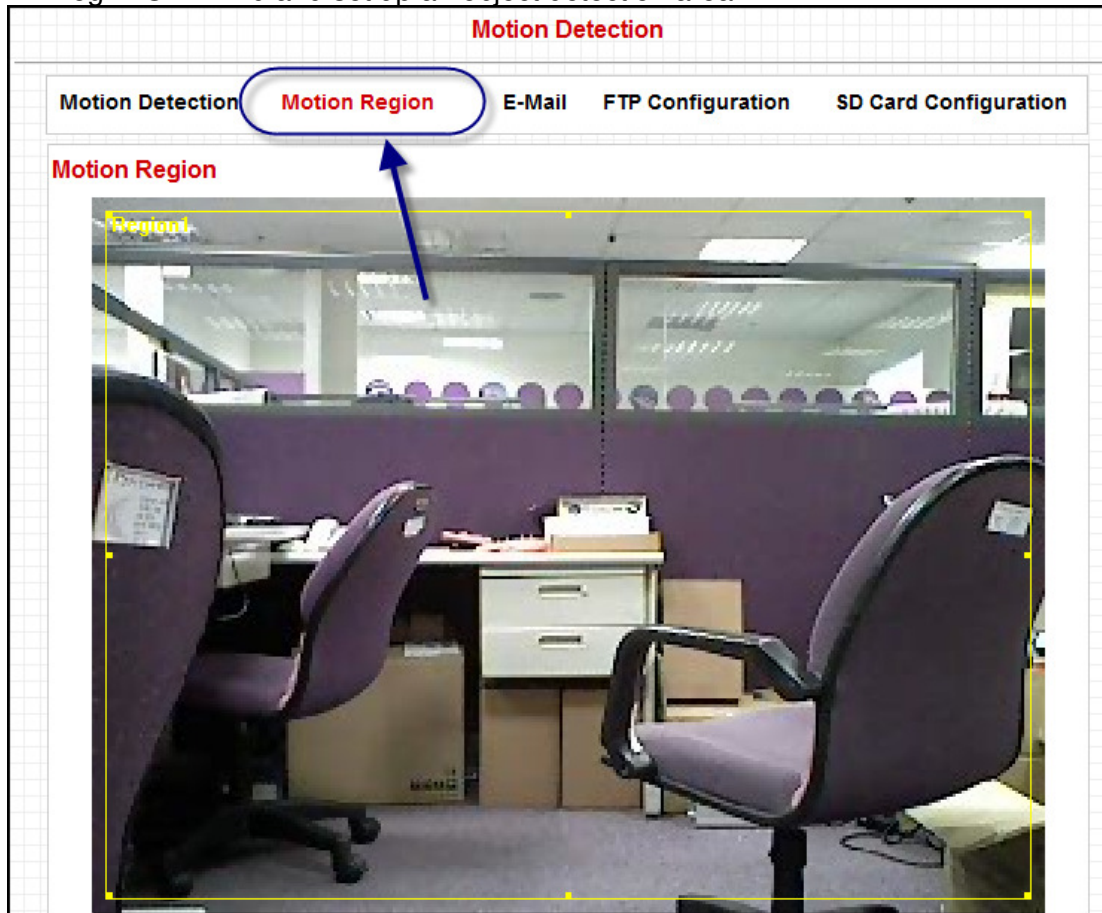 Motion Detection
Motion Detection Motion Region E-Mail FTP Configuration SD Card Configuration
Motion Region
Region1